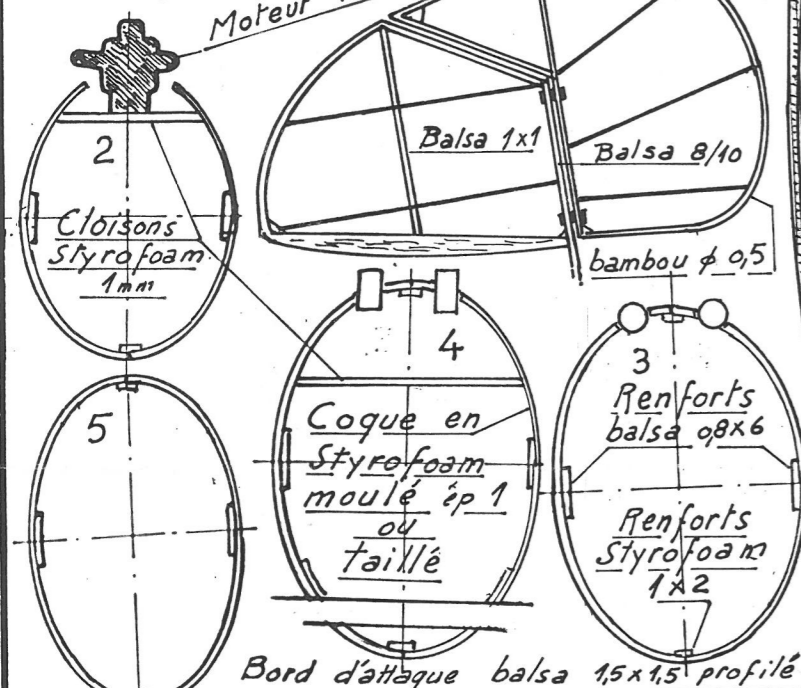 Moteur
2
Cloisons
Styrofoam
1mm
Balsa 1x1
Balsa 8/10
bambou ϕ 0,5
4
Coque en
Styrofoam
moulé ép 1
ou
taillé
3
Renforts
balsa 0,8x6
Renforts
Styrofoam
1x2
5
Bord d'attaque balsa 1,5x1,5 profilé